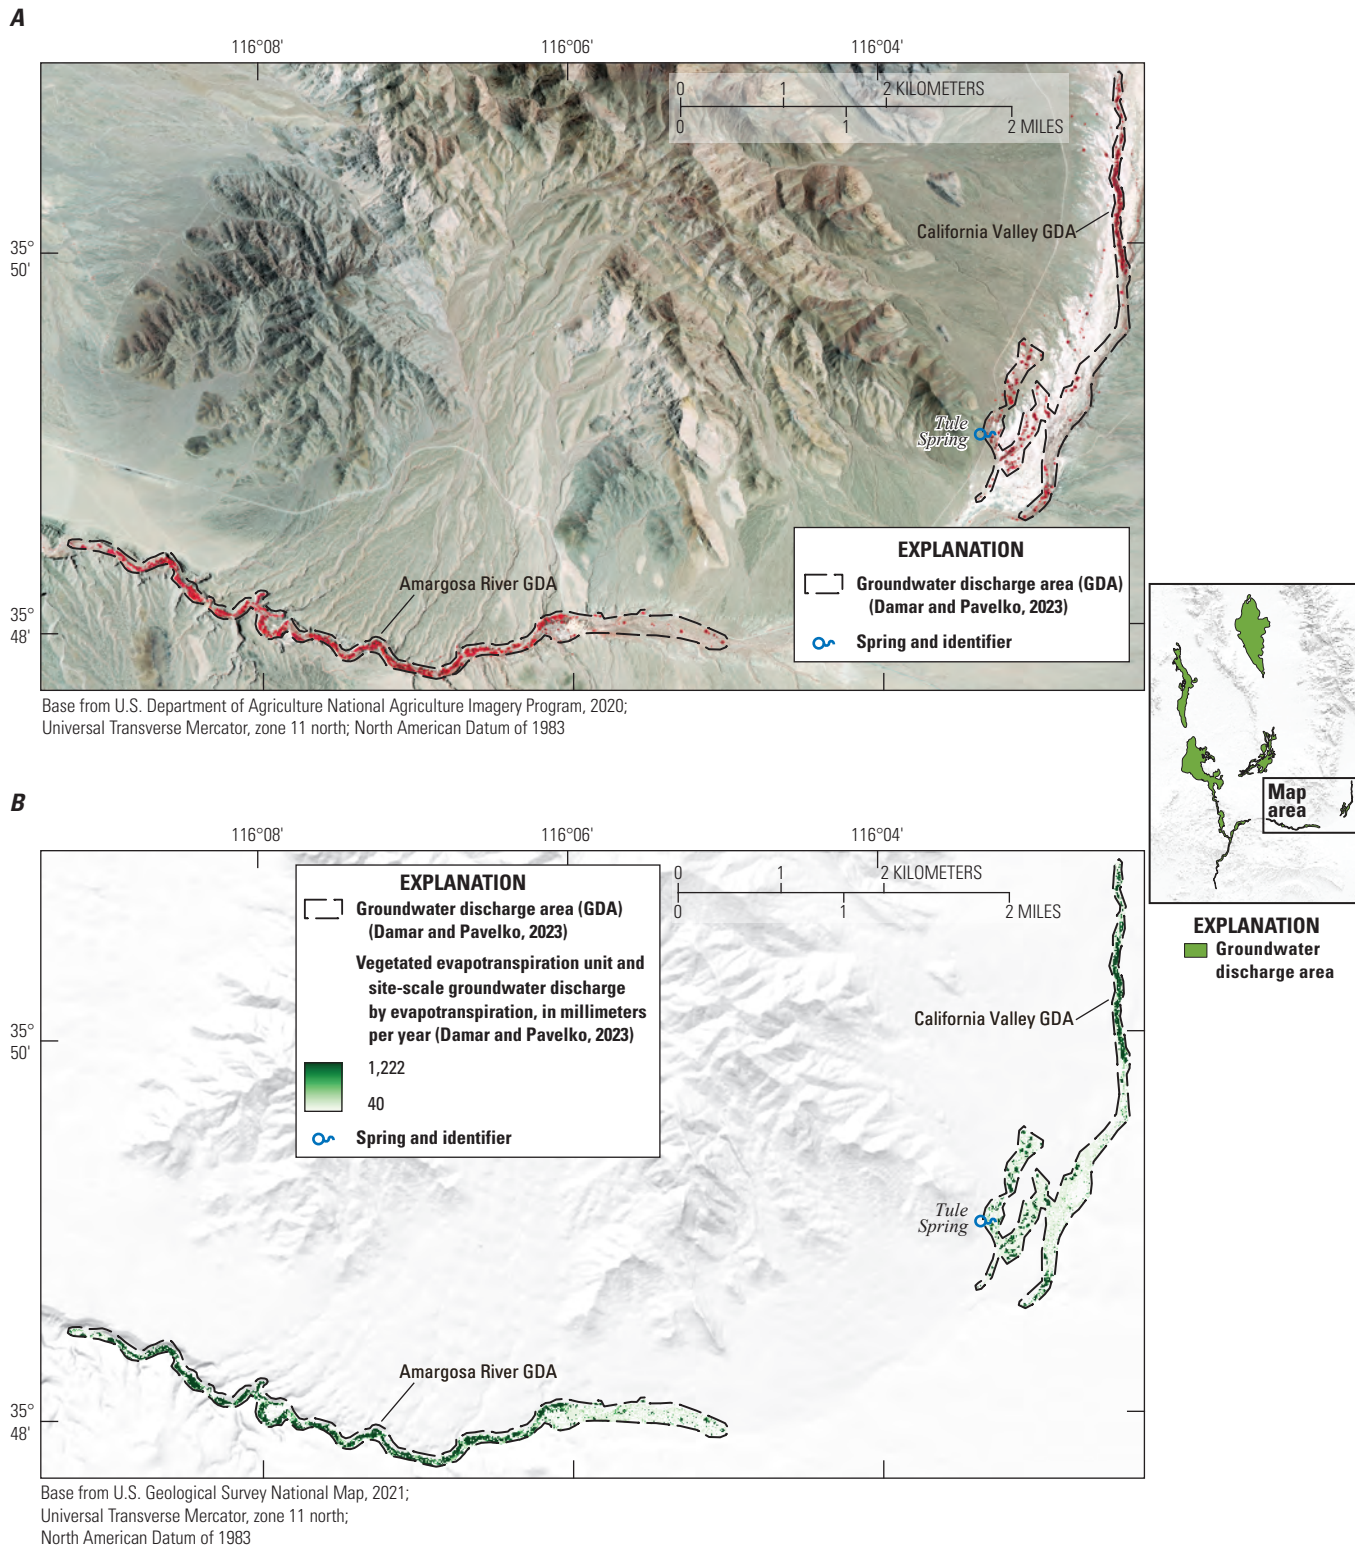 A
116°08'
116°06'
116°04'
0 1 2 KILOMETERS
0 1 2 MILES
35°
50'
California Valley GDA
Tule
Spring
Amargosa River GDA
35°
48'
EXPLANATION
Groundwater discharge area (GDA)
(Damar and Pavelko, 2023)
Spring and identifier
Base from U.S. Department of Agriculture National Agriculture Imagery Program, 2020;
Universal Transverse Mercator, zone 11 north; North American Datum of 1983
Map
area
EXPLANATION
Groundwater
discharge area
B
116°08'
116°06'
116°04'
EXPLANATION
Groundwater discharge area (GDA)
(Damar and Pavelko, 2023)
Vegetated evapotranspiration unit and
site-scale groundwater discharge
by evapotranspiration, in millimeters
per year (Damar and Pavelko, 2023)
1,222
40
Spring and identifier
0 1 2 KILOMETERS
0 1 2 MILES
35°
50'
California Valley GDA
Tule
Spring
Amargosa River GDA
35°
48'
Base from U.S. Geological Survey National Map, 2021;
Universal Transverse Mercator, zone 11 north;
North American Datum of 1983